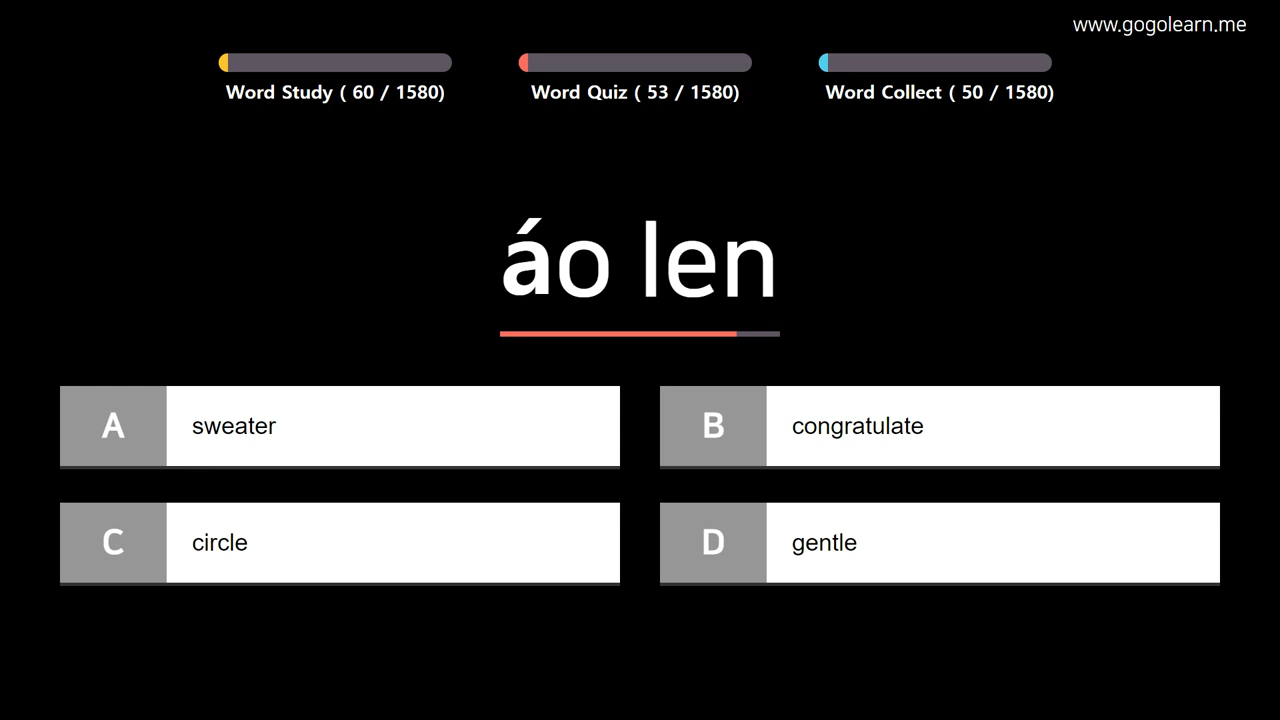 www.gogolearn.me
Word Study ( 60 / 1580)
Word Quiz ( 53 / 1580)
Word Collect ( 50 / 1580)
áo len
A sweater
B congratulate
C circle
D gentle